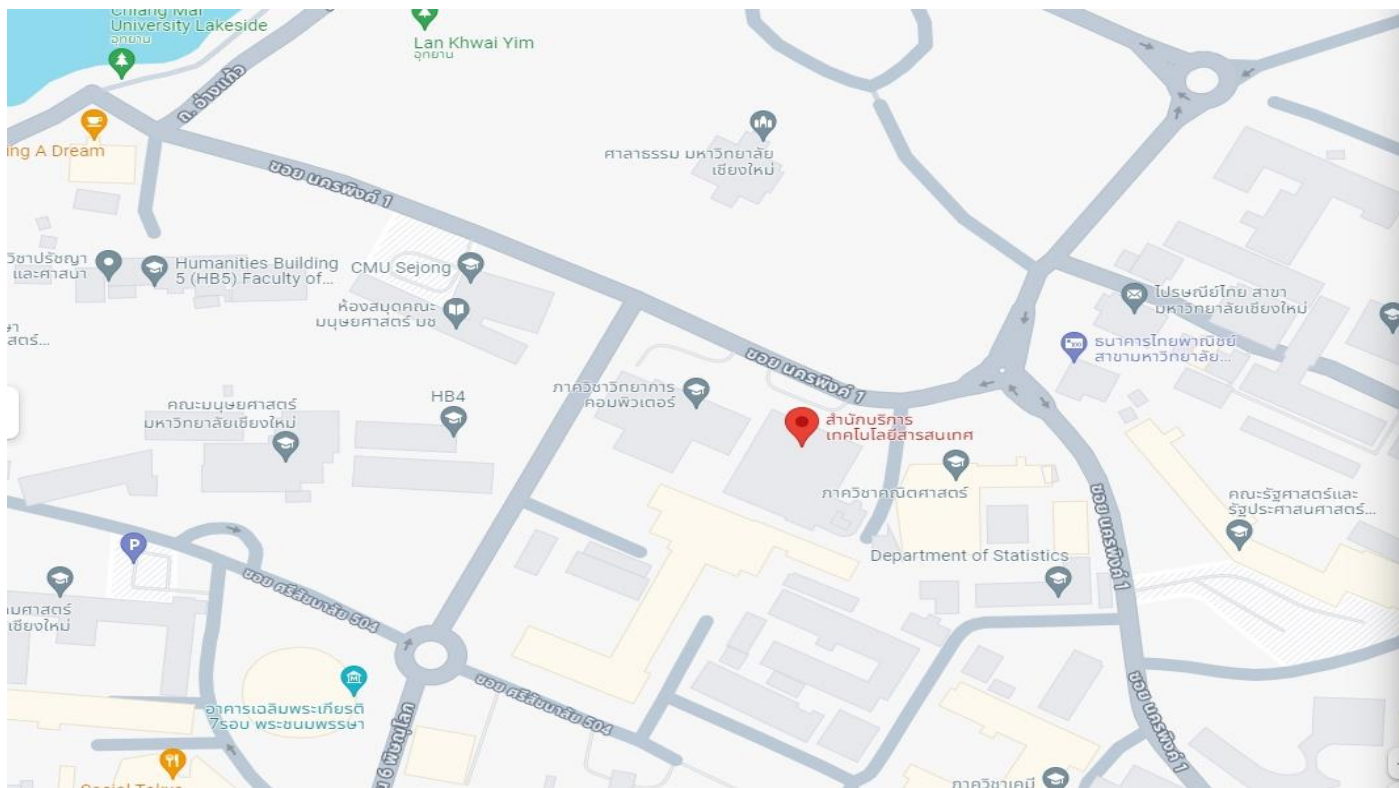 Chiang Mai
University Lakeside
อุทยาน
Lan Khwai Yim
อุทยาน
ถ. อ่างแก้ว
ing A Dream
ซอย นครพิงค์ 1
ศาลาธรรม มหาวิทยาลัย
เชียงใหม่
วิชาปรัชญา
และศาสนา
Humanities Building
5 (HB5) Faculty of...
CMU Sejong
ห้องสมุดคณะ
มนุษยศาสตร์ มช
ไปรษณีย์ไทย สาขา
มหาวิทยาลัยเชียงใหม่
ธนาคารไทยพาณิชย์
สาขามหาวิทยาลัย...
ซอย นครพิงค์ 1
ภาควิชาวิทยาการ
คอมพิวเตอร์
HB4
คณะมนุษยศาสตร์
มหาวิทยาลัยเชียงใหม่
สำนักบริการ
เทคโนโลยีสารสนเทศ
ภาควิชาคณิตศาสตร์
คณะรัฐศาสตร์และ
รัฐประศาสนศาสตร์...
ซอย นครพิงค์ 1
Department of Statistics
P
ซอย ศรีสัชนาลัย 504
เชียงใหม่
ซอย ศรีสัชนาลัย 504
อาคารเฉลิมพระเกียรติ
7รอบ พระชนมพรรษา
6 พิษณุโลก
ซอย นครพิงค์ 1
ภาควิชาเคมี